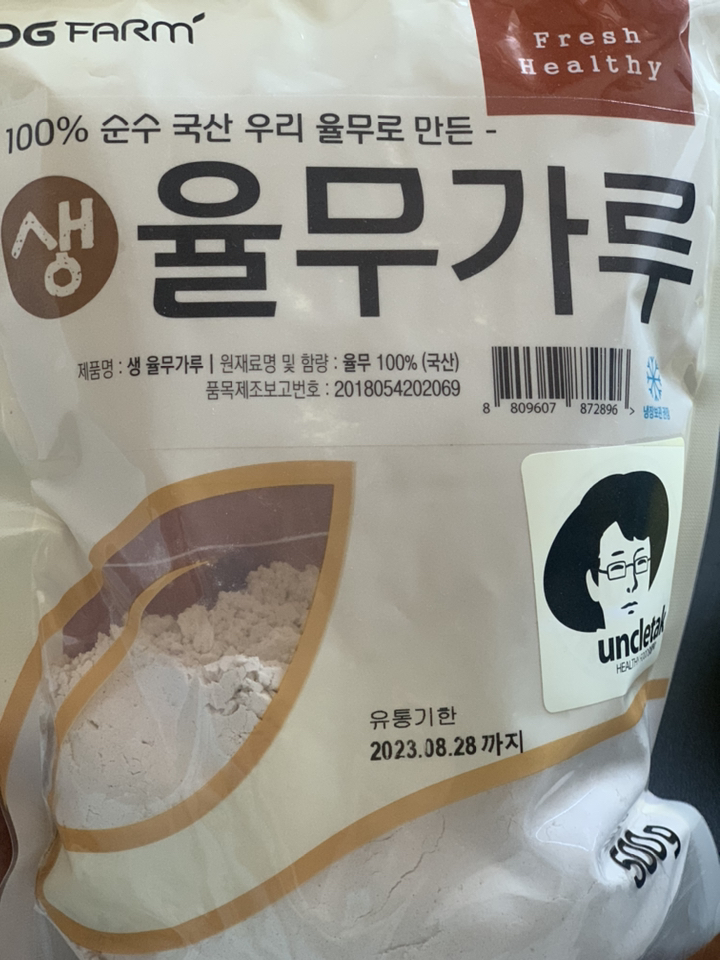 OG FARM
Fresh
Healthy
100% 순수 국산 우리 율무로 만든 -
생 율무가루
제품명 : 생 율무가루 | 원재료명 및 함량 : 율무 100% (국산)
품목제조보고번호 : 2018054202069
8 809607 872896 >
uncletak
HEALTHY
유통기한
2023.08.28 까지
500g